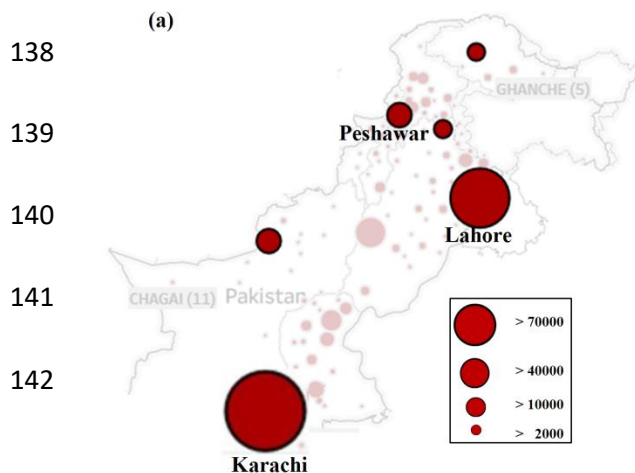 (a)
138
GHANCHE (5)
Peshawar
139
140
Lahore
141
CHAGAI (11) Pakistan
> 70000
> 40000
142
> 10000
> 2000
Karachi